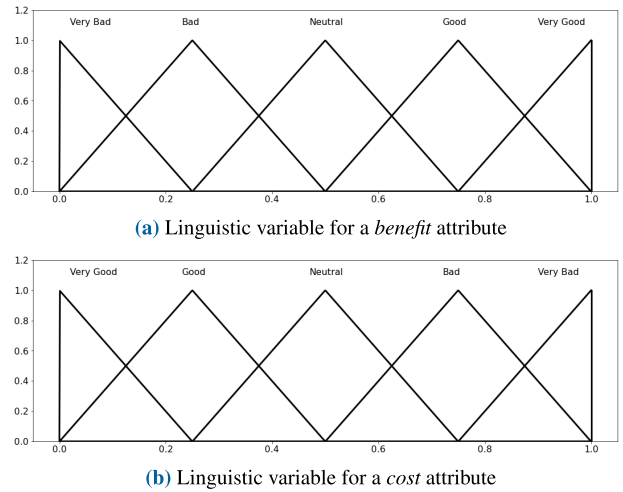 1.2
Very Bad Bad Neutral Good Very Good
1.0
0.8
0.6
0.4
0.2
0.0
0.0 0.2 0.4 0.6 0.8 1.0
(a) Linguistic variable for a benefit attribute
1.2
Very Good Good Neutral Bad Very Bad
1.0
0.8
0.6
0.4
0.2
0.0
0.0 0.2 0.4 0.6 0.8 1.0
(b) Linguistic variable for a cost attribute